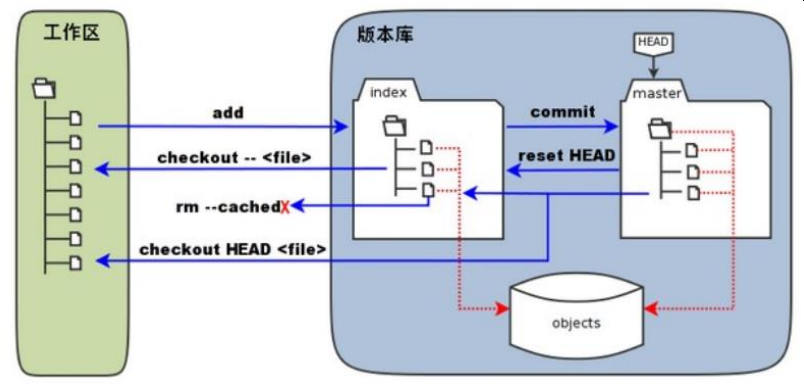 工作区
版本库
HEAD
index
master
add
commit
checkout -- <file>
reset HEAD
rm --cachedX
checkout HEAD <file>
objects